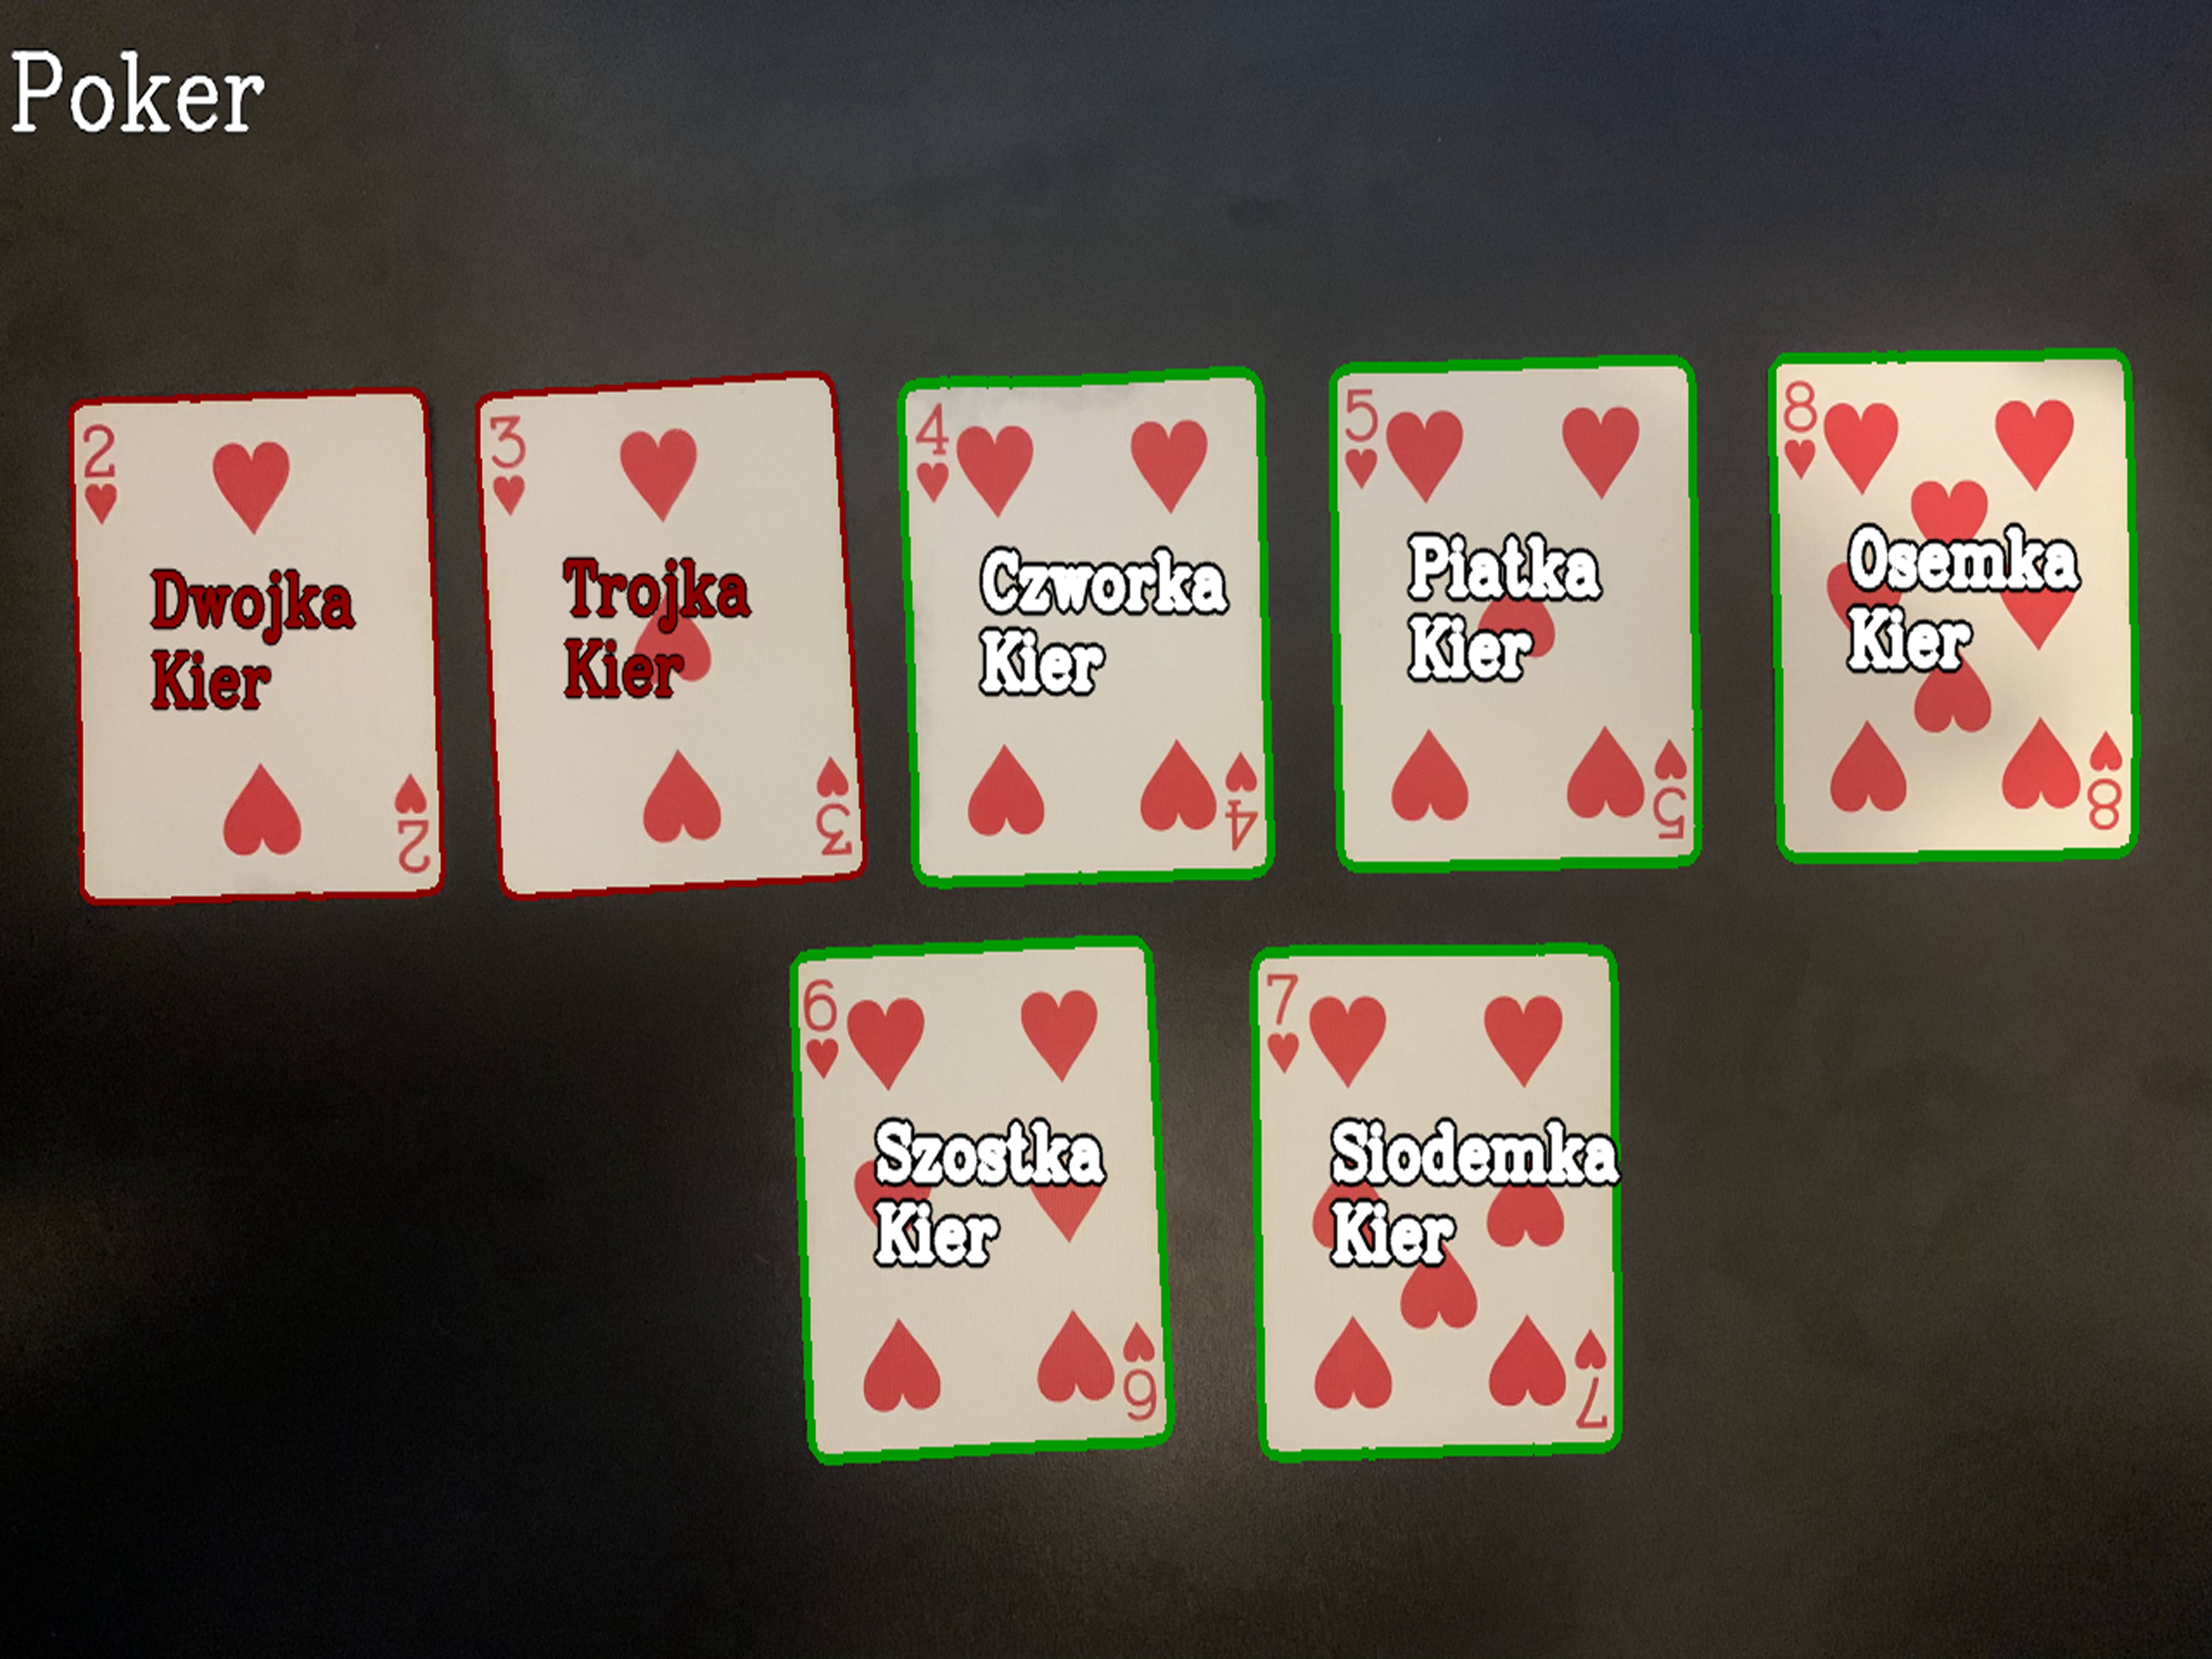 Poker
2
Dwojka
Kier
2
3
Trojka
Kier
3
4
Czworka
Kier
4
5
Piatka
Kier
5
8
Osemka
Kier
8
6
Szostka
Kier
6
7
Siodemka
Kier
7